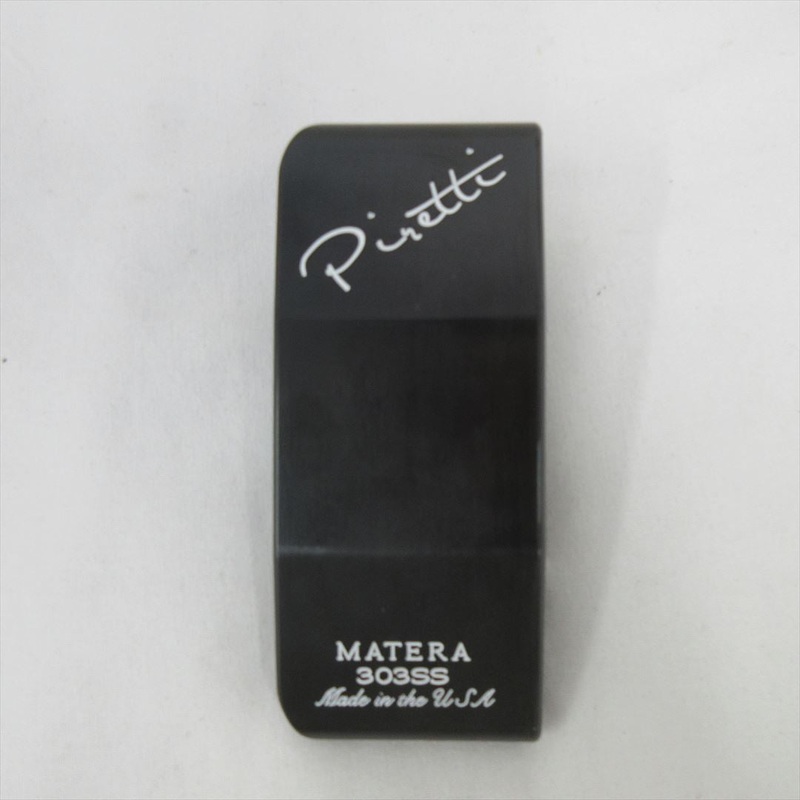 Piretti
MATERA
303SS
Made in the USA